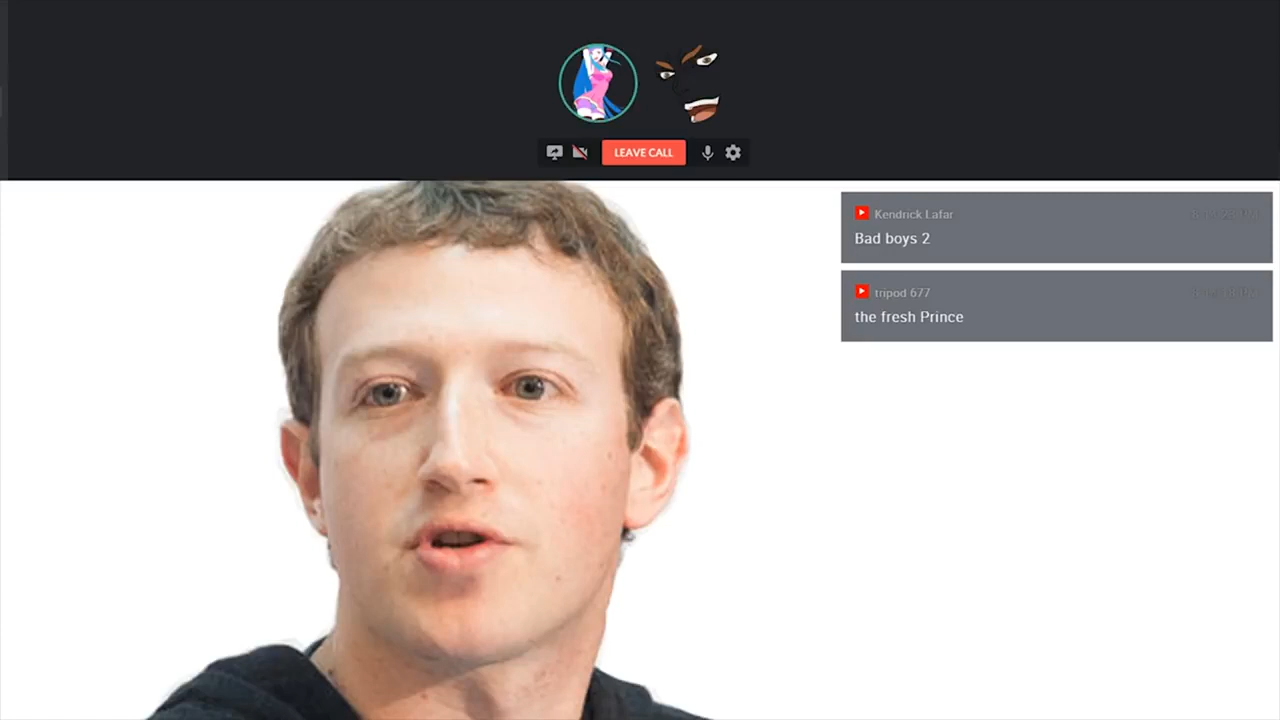 LEAVE CALL
Kendrick Lafar
Bad boys 2
tripod 677
the fresh Prince